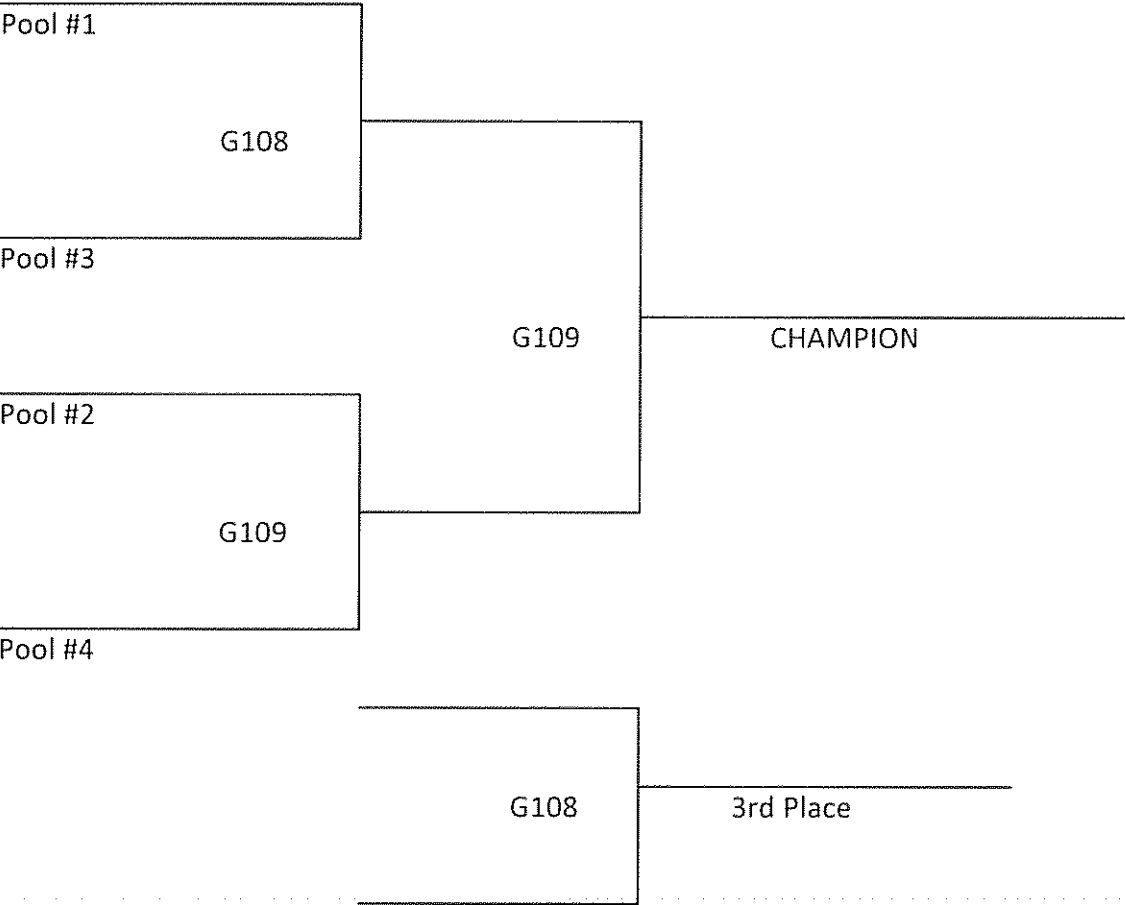 Pool #1
G108
Pool #3
G109
CHAMPION
Pool #2
G109
Pool #4
G108
3rd Place